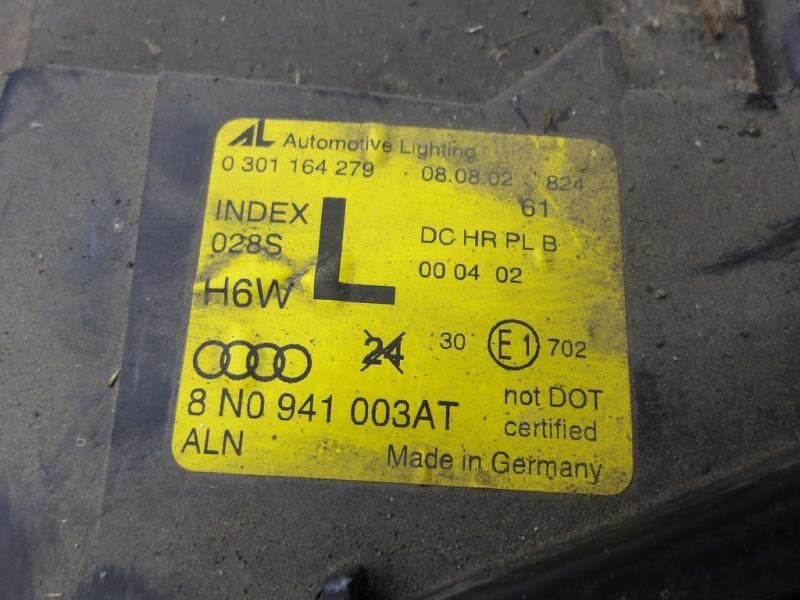 AL Automotive Lighting
0 301 164 279 08.08.02 824
61
INDEX L
028S DC HR PL B
00 04 02
H6W
24 30 E1 702
8 N0 941 003AT not DOT
certified
ALN Made in Germany